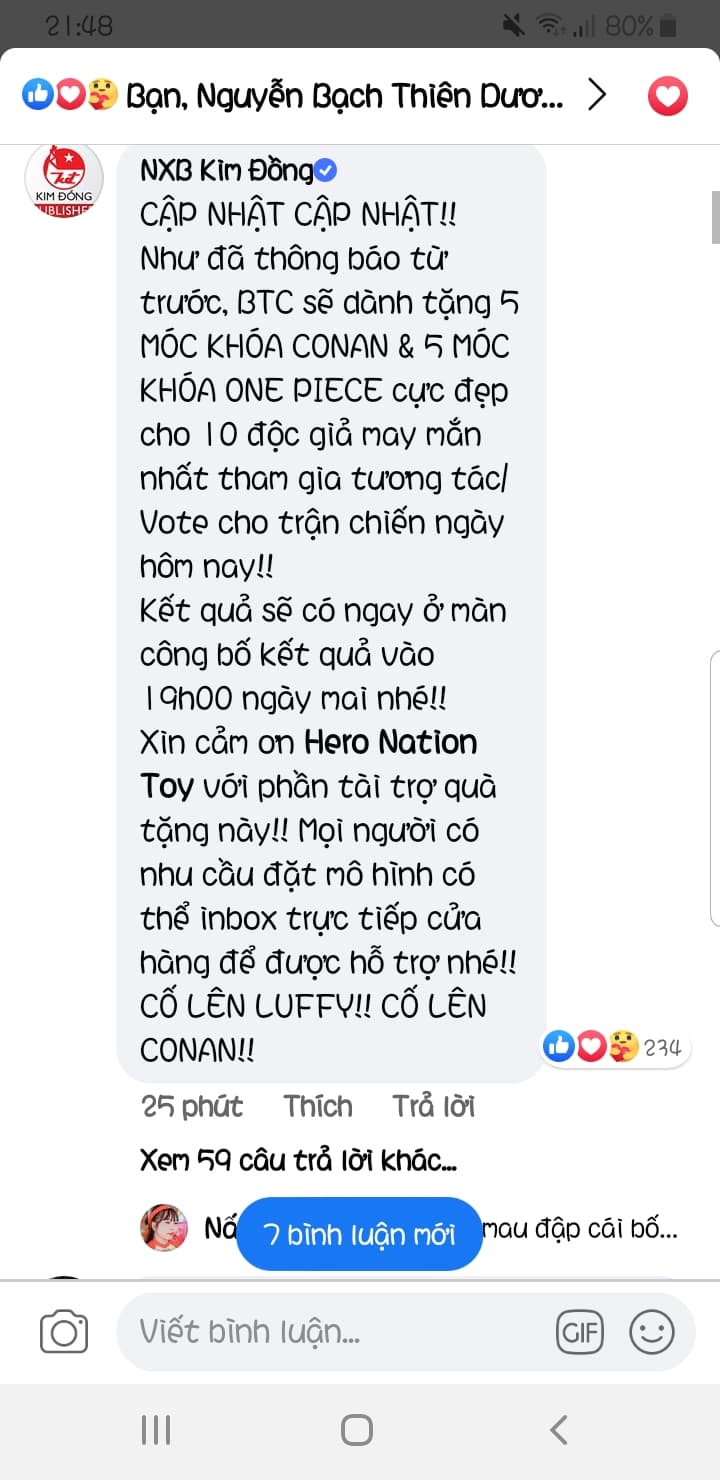 21:48
80%
Bạn, Nguyễn Bạch Thiên Dươ...
KIM ĐỒNG
NXB Kim Đồng
CẬP NHẬT CẬP NHẬT!!
Như đã thông báo từ
trước, BTC sẽ dành tặng 5
MÓC KHÓA CONAN & 5 MÓC
KHÓA ONE PIECE cực đẹp
cho 10 độc giả may mắn
nhất tham gia tương tác/
Vote cho trận chiến ngày
hôm nay!!
Kết quả sẽ có ngay ở màn
công bố kết quả vào
19h00 ngày mai nhé!!
Xin cảm ơn Hero Nation
Toy với phần tài trợ quà
tặng này!! Mọi người có
nhu cầu đặt mô hình có
thể inbox trực tiếp cửa
hàng để được hỗ trợ nhé!!
CỐ LÊN LUFFY!! CỐ LÊN
CONAN!!
234
25 phút Thích Trả lời
Xem 59 câu trả lời khác...
7 bình luận mới
mau đập cái bố...
Viết bình luận...
GIF